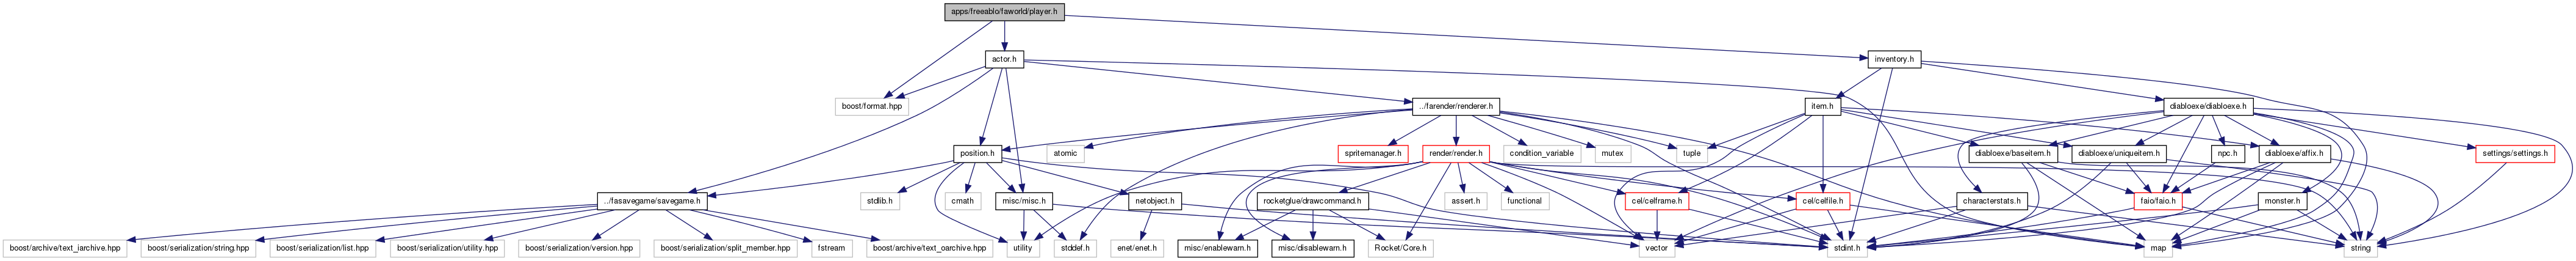 apps/freeablo/faworld/player.h
actor.h
inventory.h
boost/format.hpp
../farender/renderer.h
item.h
diabloexe/diabloexe.h
position.h
atomic
spritemanager.h
render/render.h
condition_variable
mutex
tuple
diabloexe/baseitem.h
diabloexe/uniqueitem.h
npc.h
diabloexe/affix.h
settings/settings.h
../fasavegame/savegame.h
stdlib.h
cmath
misc/misc.h
netobject.h
rocketglue/drawcommand.h
assert.h
functional
cel/celframe.h
cel/celfile.h
characterstats.h
faio/faio.h
monster.h
boost/archive/text_iarchive.hpp
boost/serialization/string.hpp
boost/serialization/list.hpp
boost/serialization/utility.hpp
boost/serialization/version.hpp
boost/serialization/split_member.hpp
fstream
boost/archive/text_oarchive.hpp
utility
stddef.h
enet/enet.h
misc/enablewarn.h
misc/disablewarn.h
Rocket/Core.h
vector
stdint.h
map
string